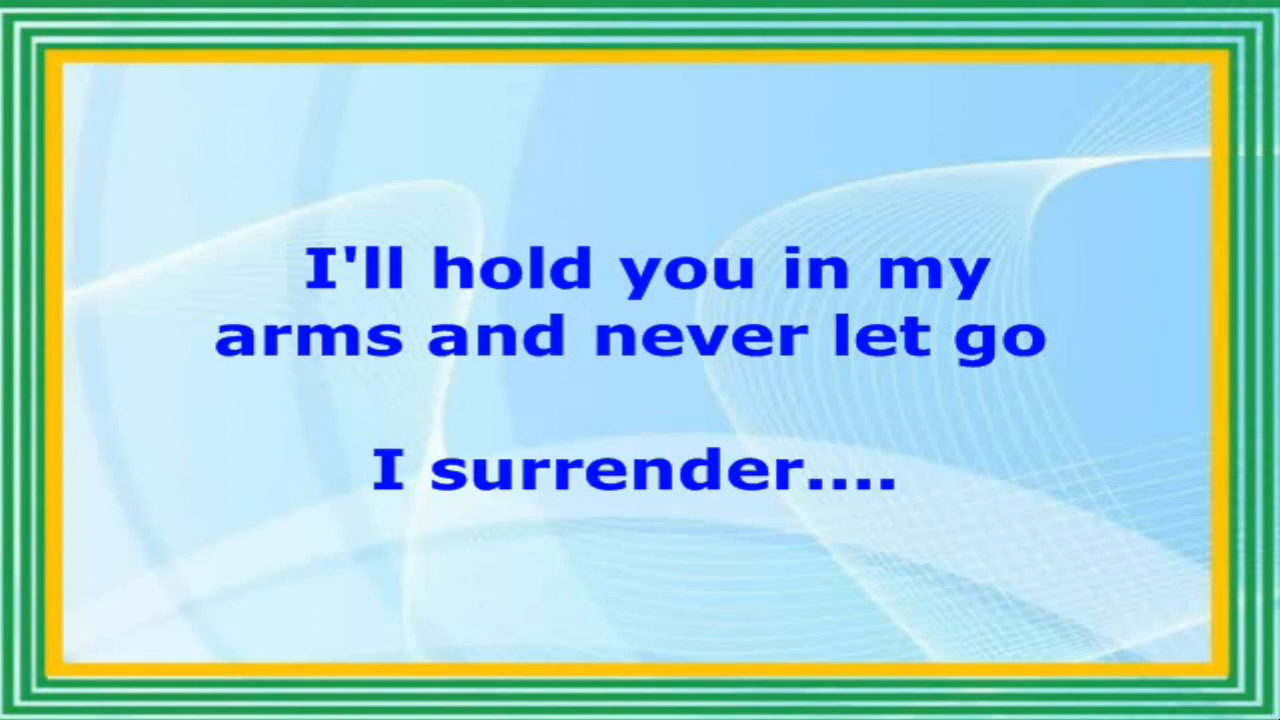 I'll hold you in my
arms and never let go
I surrender....